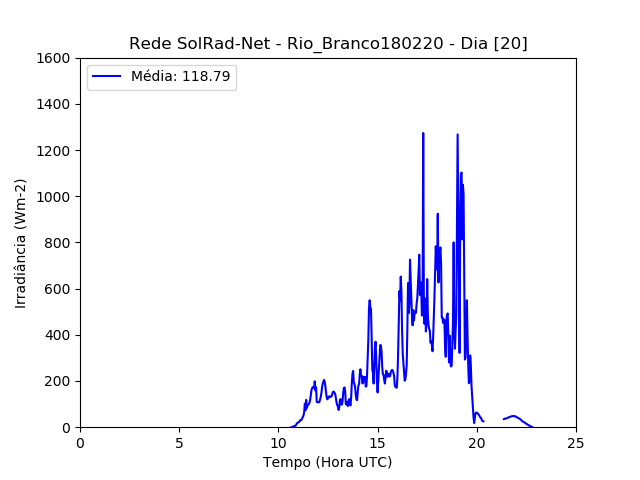 Rede SolRad-Net - Rio_Branco180220 - Dia [20]
Média: 118.79
1600
1400
1200
1000
800
600
400
200
0
Irradiância (Wm-2)
0 5 10 15 20 25
Tempo (Hora UTC)